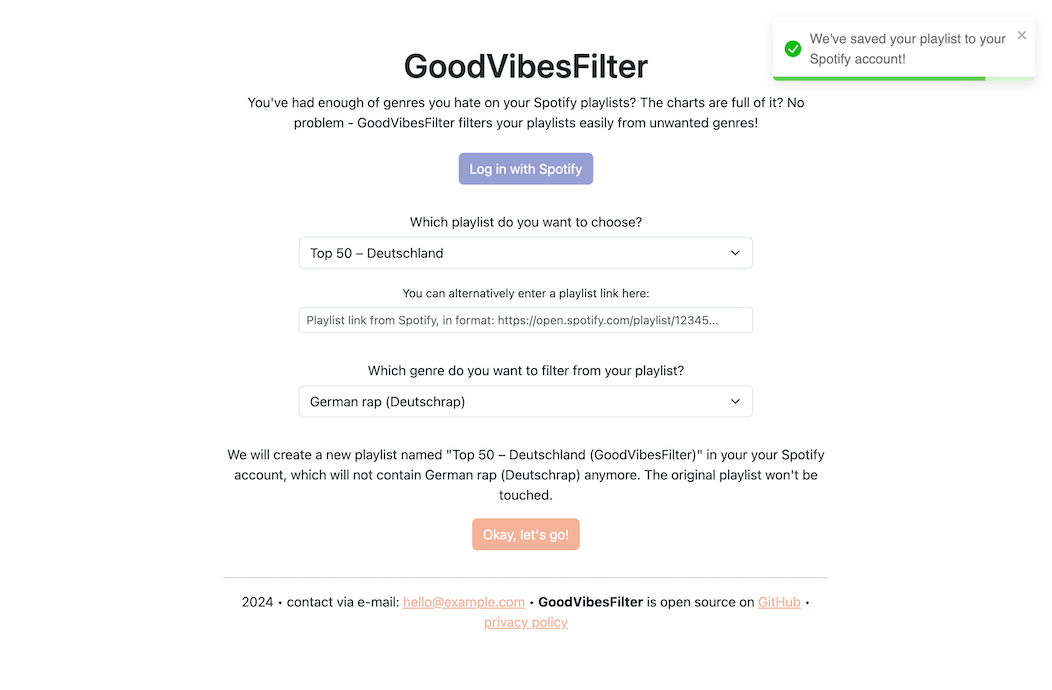 We've saved your playlist to your
Spotify account!
GoodVibesFilter
You've had enough of genres you hate on your Spotify playlists? The charts are full of it? No
problem - GoodVibesFilter filters your playlists easily from unwanted genres!
Log in with Spotify
Which playlist do you want to choose?
Top 50 – Deutschland
You can alternatively enter a playlist link here:
Playlist link from Spotify, in format: https://open.spotify.com/playlist/12345...
Which genre do you want to filter from your playlist?
German rap (Deutschrap)
We will create a new playlist named "Top 50 – Deutschland (GoodVibesFilter)" in your your Spotify
account, which will not contain German rap (Deutschrap) anymore. The original playlist won't be
touched.
Okay, let's go!
2024 • contact via e-mail: hello@example.com • GoodVibesFilter is open source on GitHub •
privacy policy